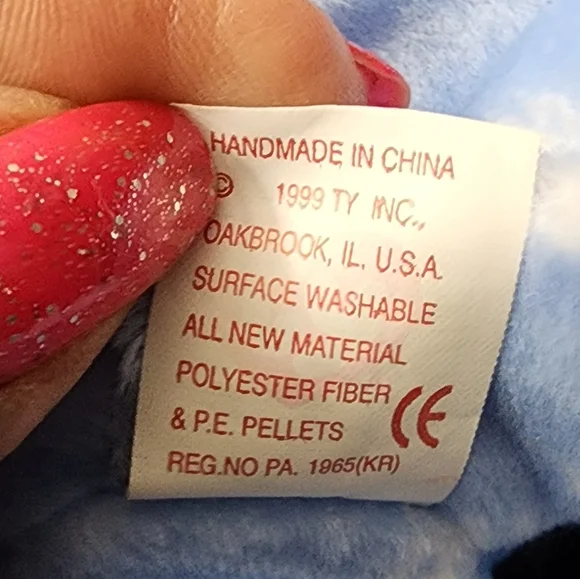 HANDMADE IN CHINA
© 1999 TY INC.,
OAKBROOK, IL. U.S.A.
SURFACE WASHABLE
ALL NEW MATERIAL
POLYESTER FIBER
& P.E. PELLETS CE
REG.NO PA. 1965(KR)